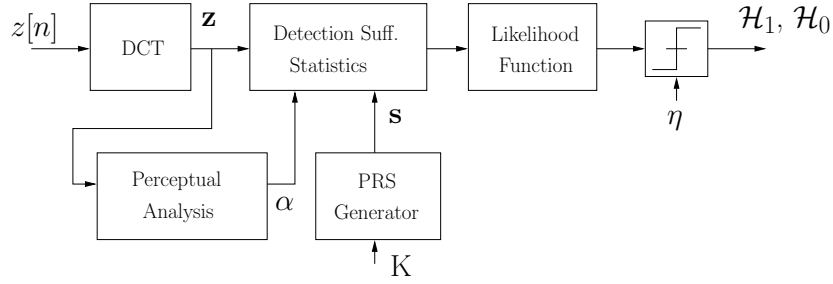 z[n]
DCT
z
Detection Suff.
Statistics
Likelihood
Function
H₁, H₀
η
s
Perceptual
Analysis
α
PRS
Generator
K